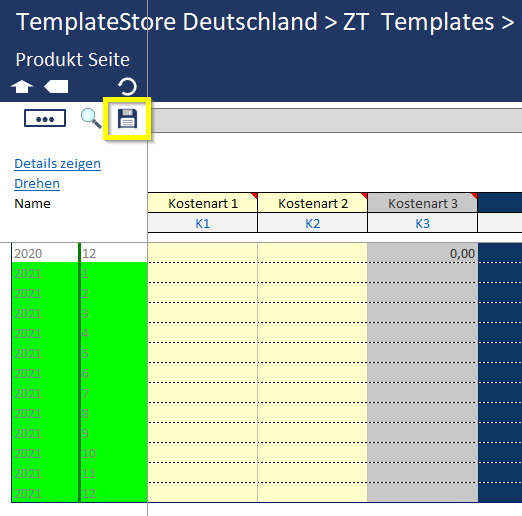 TemplateStore Deutschland > ZT Templates >
Produkt Seite
Details zeigen
Drehen
Name
Kostenart 1 Kostenart 2 Kostenart 3
K1 K2 K3
2020 12 0,00
2021 1
2021 2
2021 3
2021 4
2021 5
2021 6
2021 7
2021 8
2021 9
2021 10
2021 11
2021 12